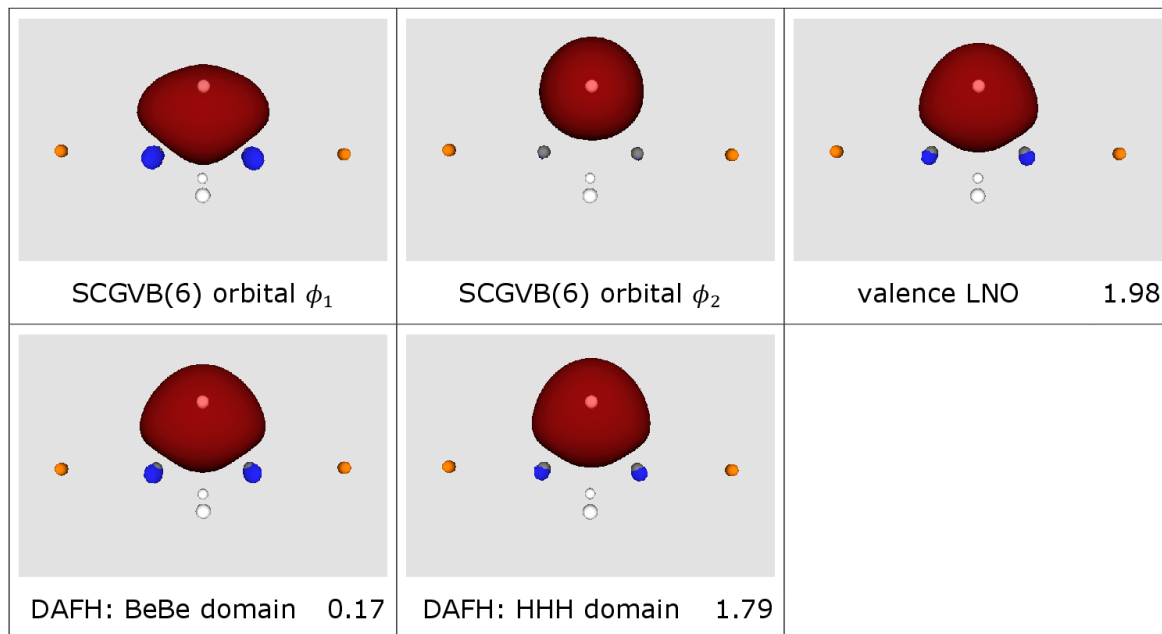 SCGVB(6) orbital ϕ₁
SCGVB(6) orbital ϕ₂
valence LNO 1.98
DAFH: BeBe domain 0.17
DAFH: HHH domain 1.79